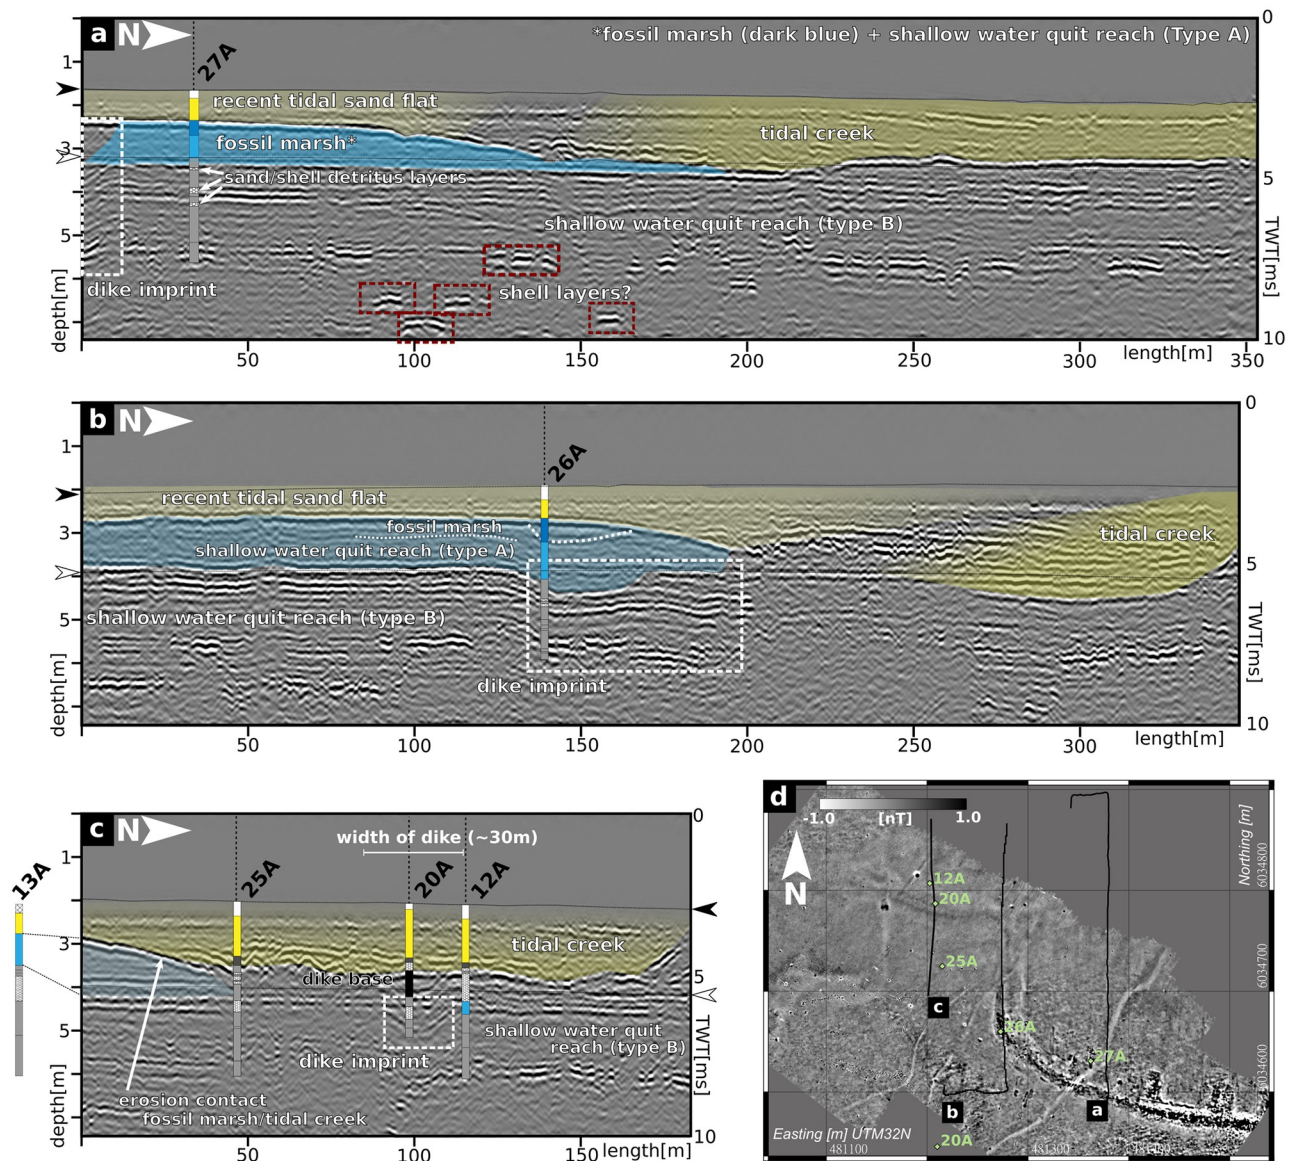 a N
*fossil marsh (dark blue) + shallow water quit reach (Type A)
0
1
27A
recent tidal sand flat
tidal creek
3
fossil marsh*
sand/shell detritus layers
5
shallow water quit reach (type B)
5
TWT[ms]
dike imprint
shell layers?
depth[m]
10
50
100
150
200
250
300
350
length[m]
b N
0
1
26A
recent tidal sand flat
3
fossil marsh
tidal creek
shallow water quit reach (type A)
5
5
shallow water quit reach (type B)
TWT[ms]
dike imprint
depth[m]
10
50
100
150
200
250
300
length[m]
c N
0
width of dike (~30m)
1
13A
25A
20A
12A
3
tidal creek
dike base
5
5
shallow water quit
reach (type B)
dike imprint
TWT[ms]
depth[m]
erosion contact
fossil marsh/tidal creek
10
50
100
150
length[m]
d
-1.0 [nT] 1.0
N
Northing [m]
6034800
12A
20A
25A
6034700
c
26A
27A
6034600
b
a
20A
Easting [m] UTM32N
481100
481300